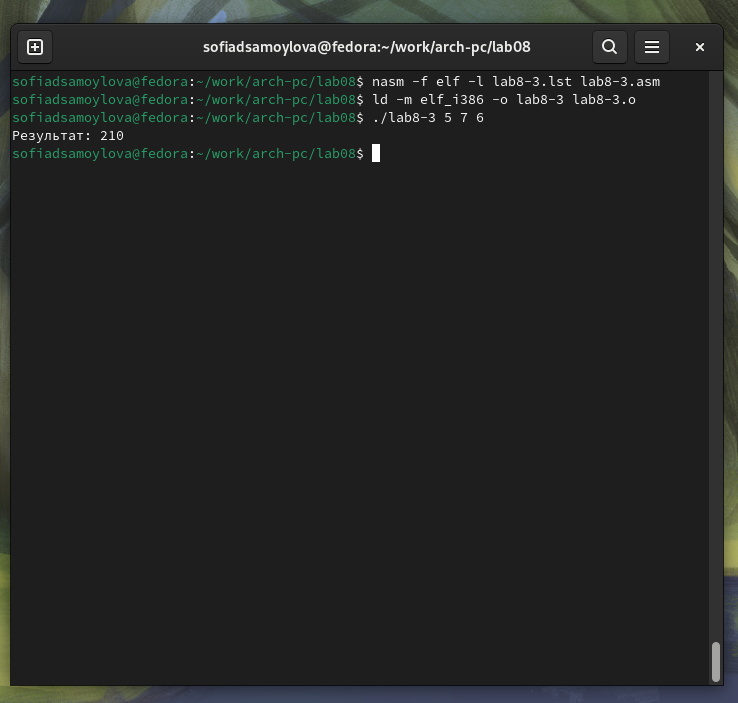 sofiadsamoylova@fedora:~/work/arch-pc/lab08
sofiadsamoylova@fedora:~/work/arch-pc/lab08$ nasm -f elf -l lab8-3.lst lab8-3.asm
sofiadsamoylova@fedora:~/work/arch-pc/lab08$ ld -m elf_i386 -o lab8-3 lab8-3.o
sofiadsamoylova@fedora:~/work/arch-pc/lab08$ ./lab8-3 5 7 6
Результат: 210
sofiadsamoylova@fedora:~/work/arch-pc/lab08$